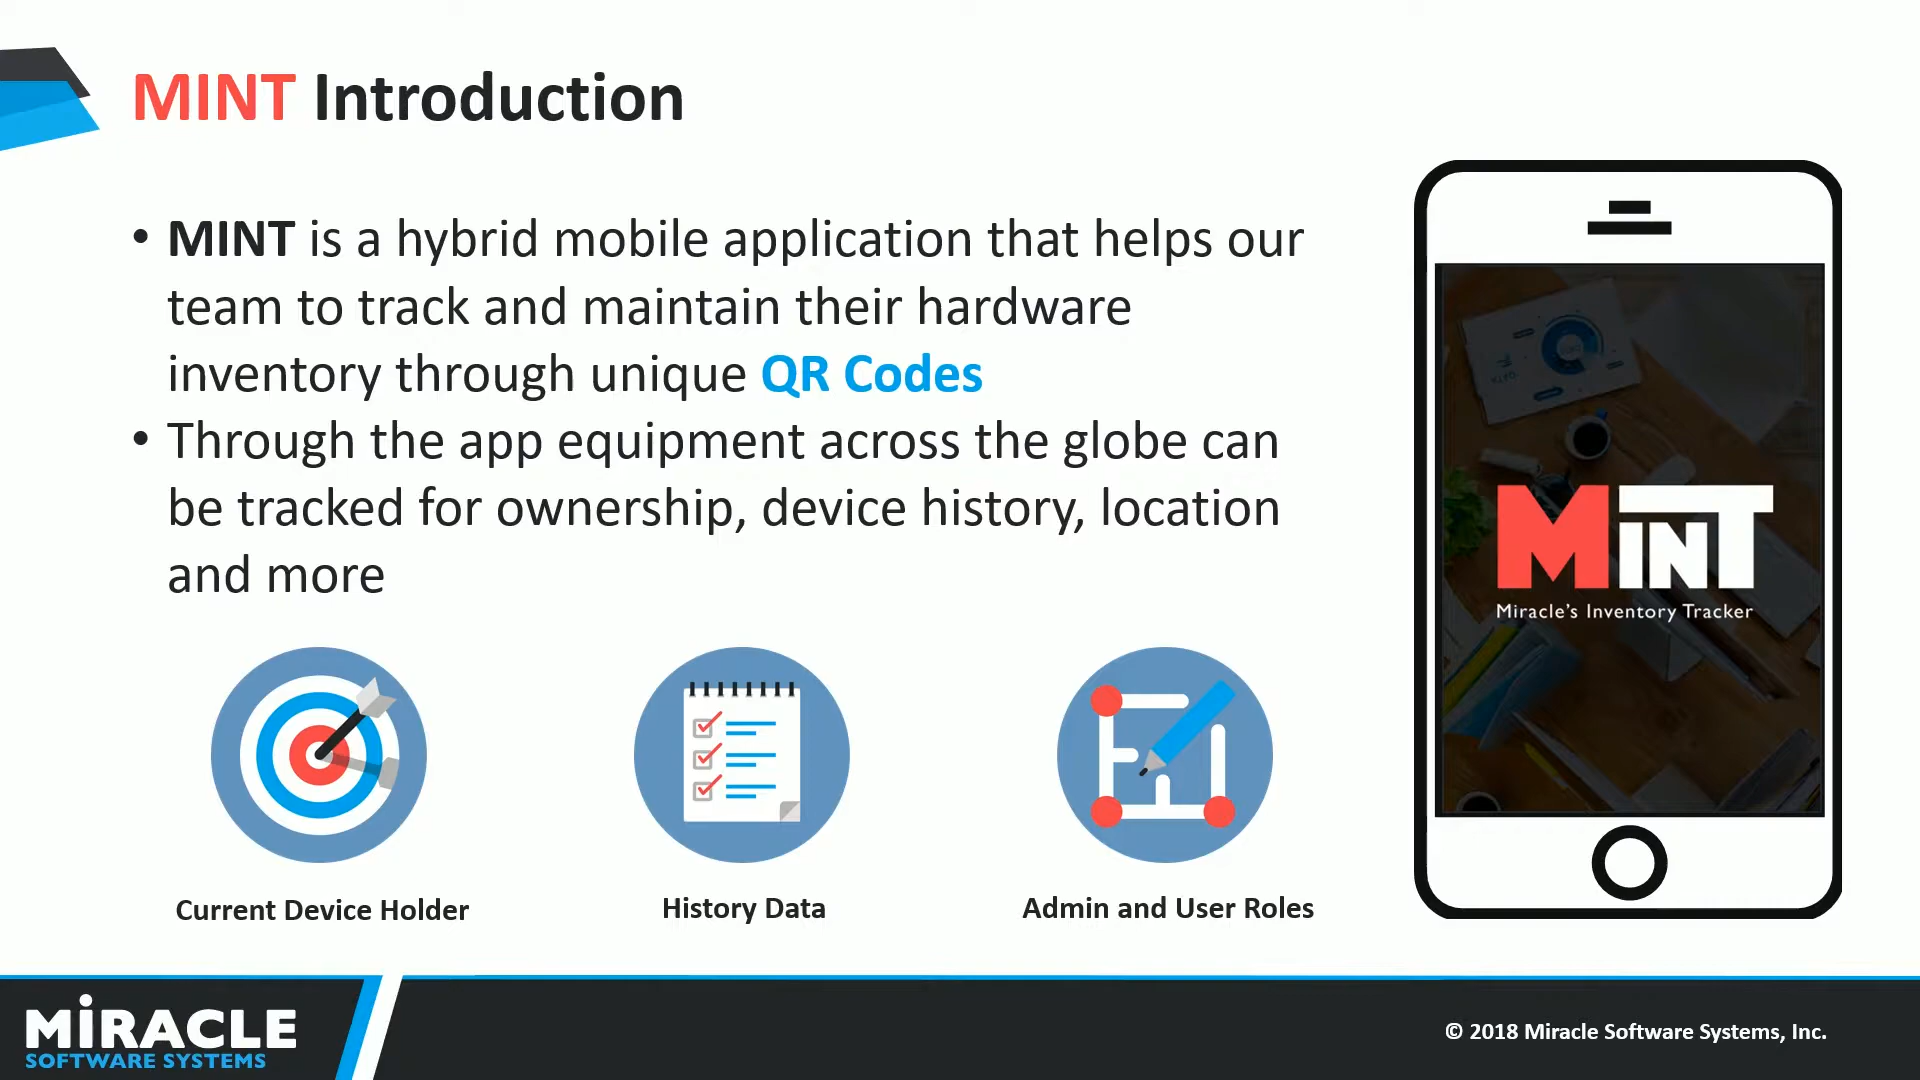 MINT Introduction
• MINT is a hybrid mobile application that helps our
team to track and maintain their hardware
inventory through unique QR Codes
• Through the app equipment across the globe can
be tracked for ownership, device history, location
and more
MINT
Miracle's Inventory Tracker
Current Device Holder
History Data
Admin and User Roles
MiRACLE
SOFTWARE SYSTEMS
© 2018 Miracle Software Systems, Inc.